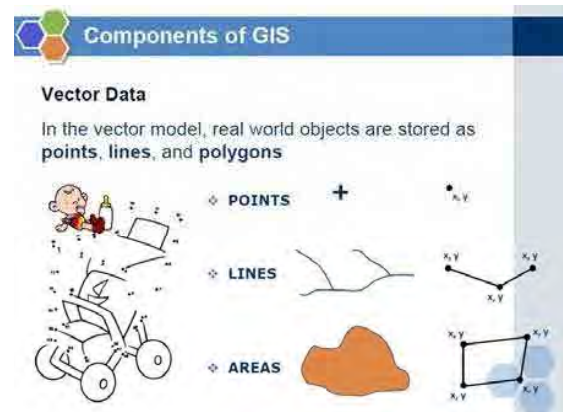 Components of GIS
Vector Data
In the vector model, real world objects are stored as
points, lines, and polygons
POINTS
x, y
LINES
x, y
x, y
x, y
AREAS
x, y
x, y
x, y
x, y